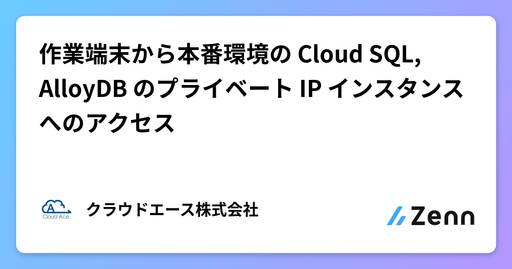 作業端末から本番環境の Cloud SQL,
AlloyDB のプライベート IP インスタンス
へのアクセス
Cloud Ace
クラウドエース株式会社
Zenn